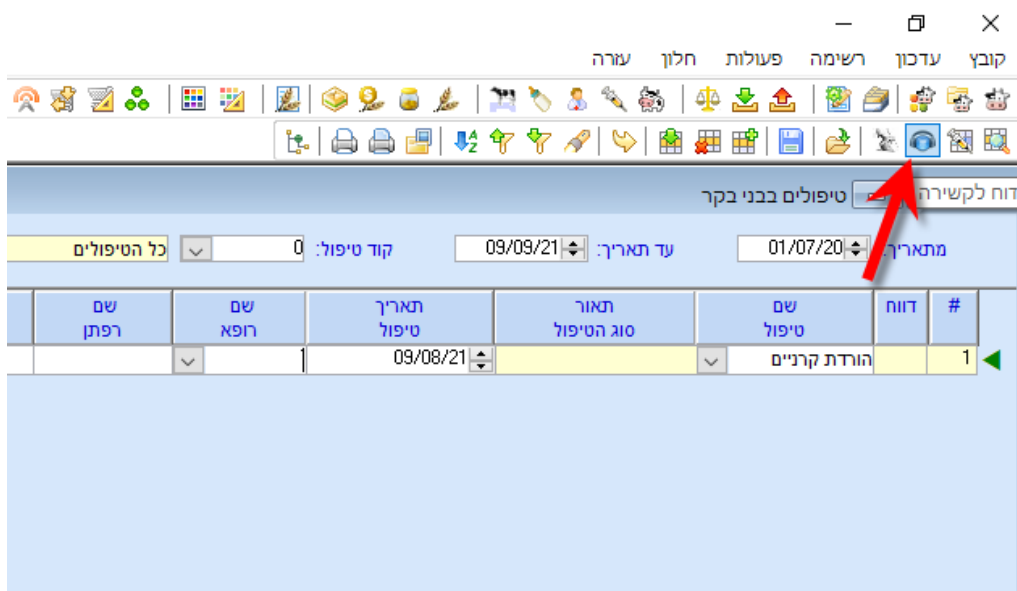 קובץ עדכון רשימה פעולות חלון עזרה
דוח לקשירה
טיפולים בבני בקר
מתאריך: 01/07/20 עד תאריך: 09/09/21 קוד טיפול: 0 כל הטיפולים
# דווח שם טיפול תאור סוג הטיפול תאריך טיפול שם רופא שם רפתן
1 הורדת קרניים 09/08/21 1